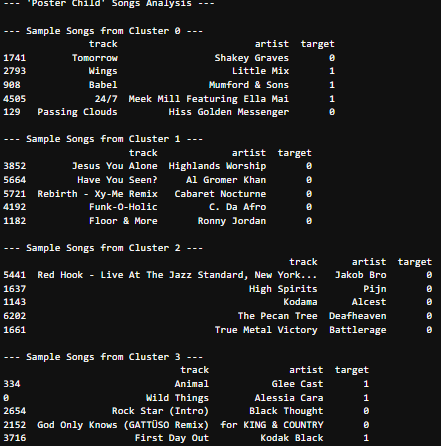 --- 'Poster Child' Songs Analysis ---
--- Sample Songs from Cluster 0 ---
track artist target
1741 Tomorrow Shakey Graves 0
2793 Wings Little Mix 1
908 Babel Mumford & Sons 1
4505 24/7 Meek Mill Featuring Ella Mai 1
129 Passing Clouds Hiss Golden Messenger 0
--- Sample Songs from Cluster 1 ---
track artist target
3852 Jesus You Alone Highlands Worship 0
5664 Have You Seen? Al Gromer Khan 0
5721 Rebirth - Xy-Me Remix Cabaret Nocturne 0
4192 Funk-O-Holic C. Da Afro 0
1182 Floor & More Ronny Jordan 0
--- Sample Songs from Cluster 2 ---
track artist target
5441 Red Hook - Live At The Jazz Standard, New York... Jakob Bro 0
1637 High Spirits Pijn 0
1143 Kodama Alcest 0
6202 The Pecan Tree Deafheaven 0
1661 True Metal Victory Battlerage 0
--- Sample Songs from Cluster 3 ---
track artist target
334 Animal Glee Cast 1
0 Wild Things Alessia Cara 1
2654 Rock Star (Intro) Black Thought 0
2152 God Only Knows (GATTÜSO Remix) for KING & COUNTRY 0
3716 First Day Out Kodak Black 1